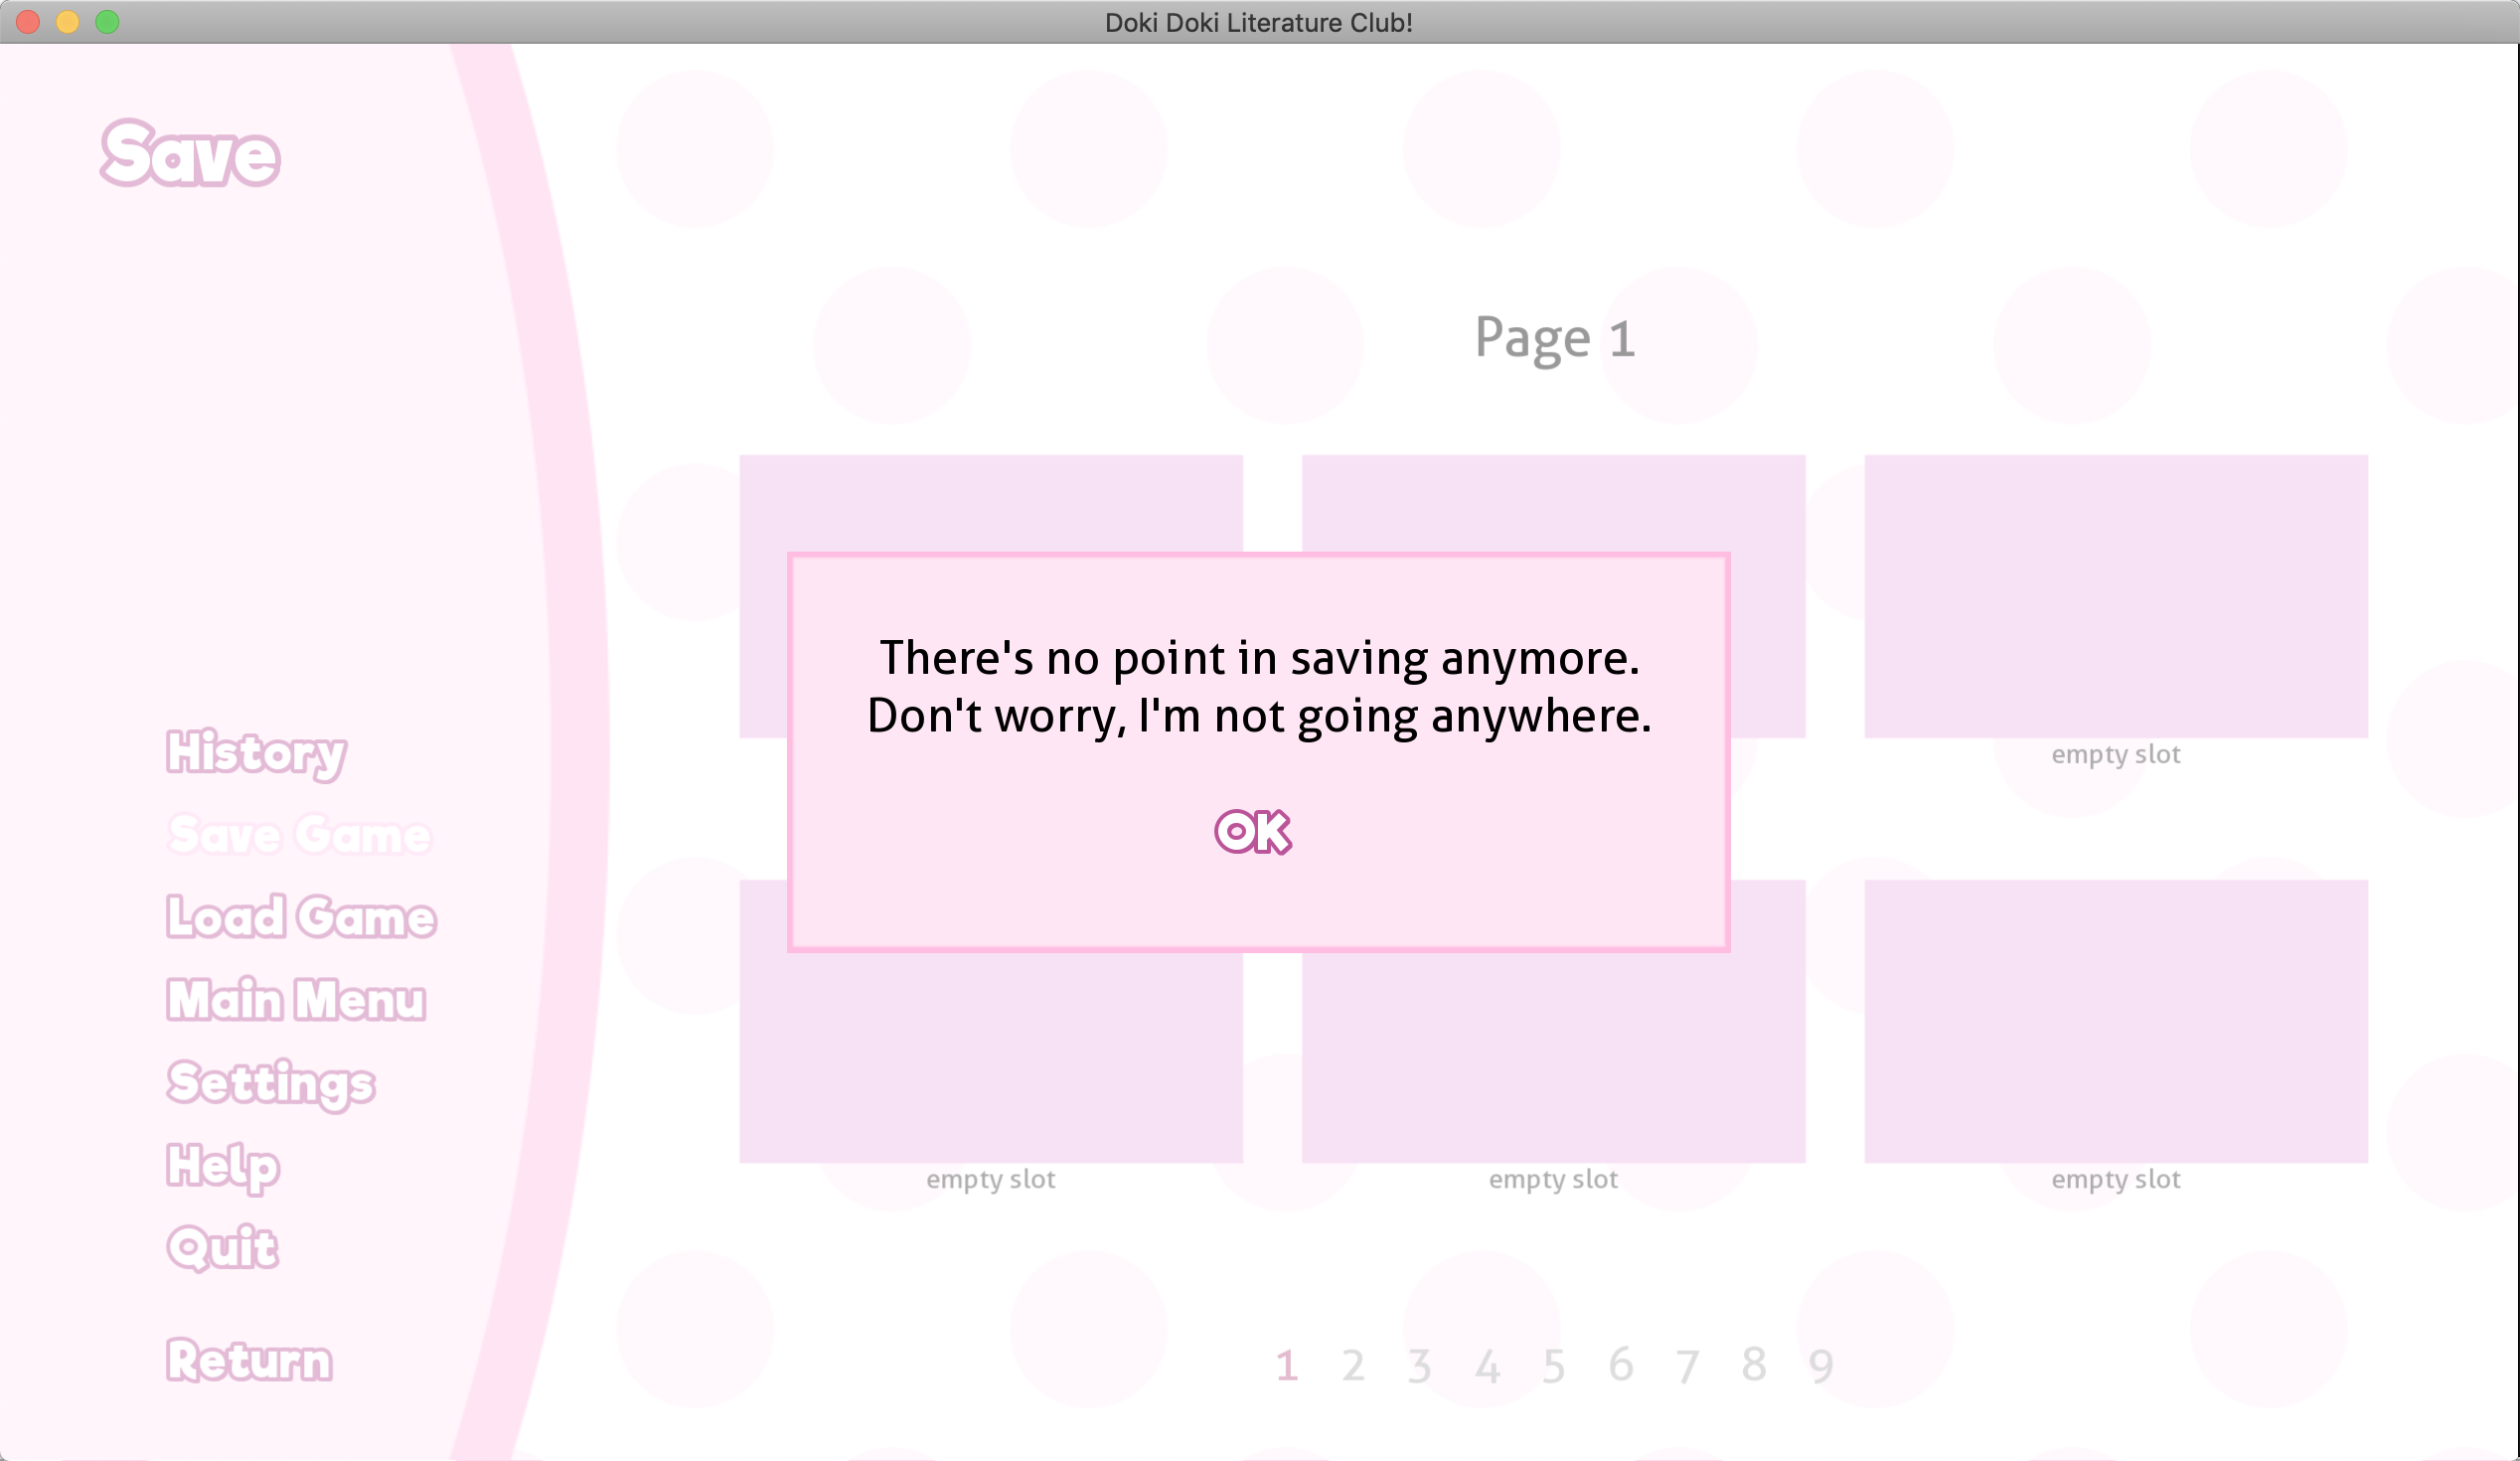 Doki Doki Literature Club!
Save
Page 1
There's no point in saving anymore.
Don't worry, I'm not going anywhere.
OK
History
Save Game
Load Game
Main Menu
Settings
Help
Quit
Return
empty slot
empty slot
empty slot
empty slot
1 2 3 4 5 6 7 8 9